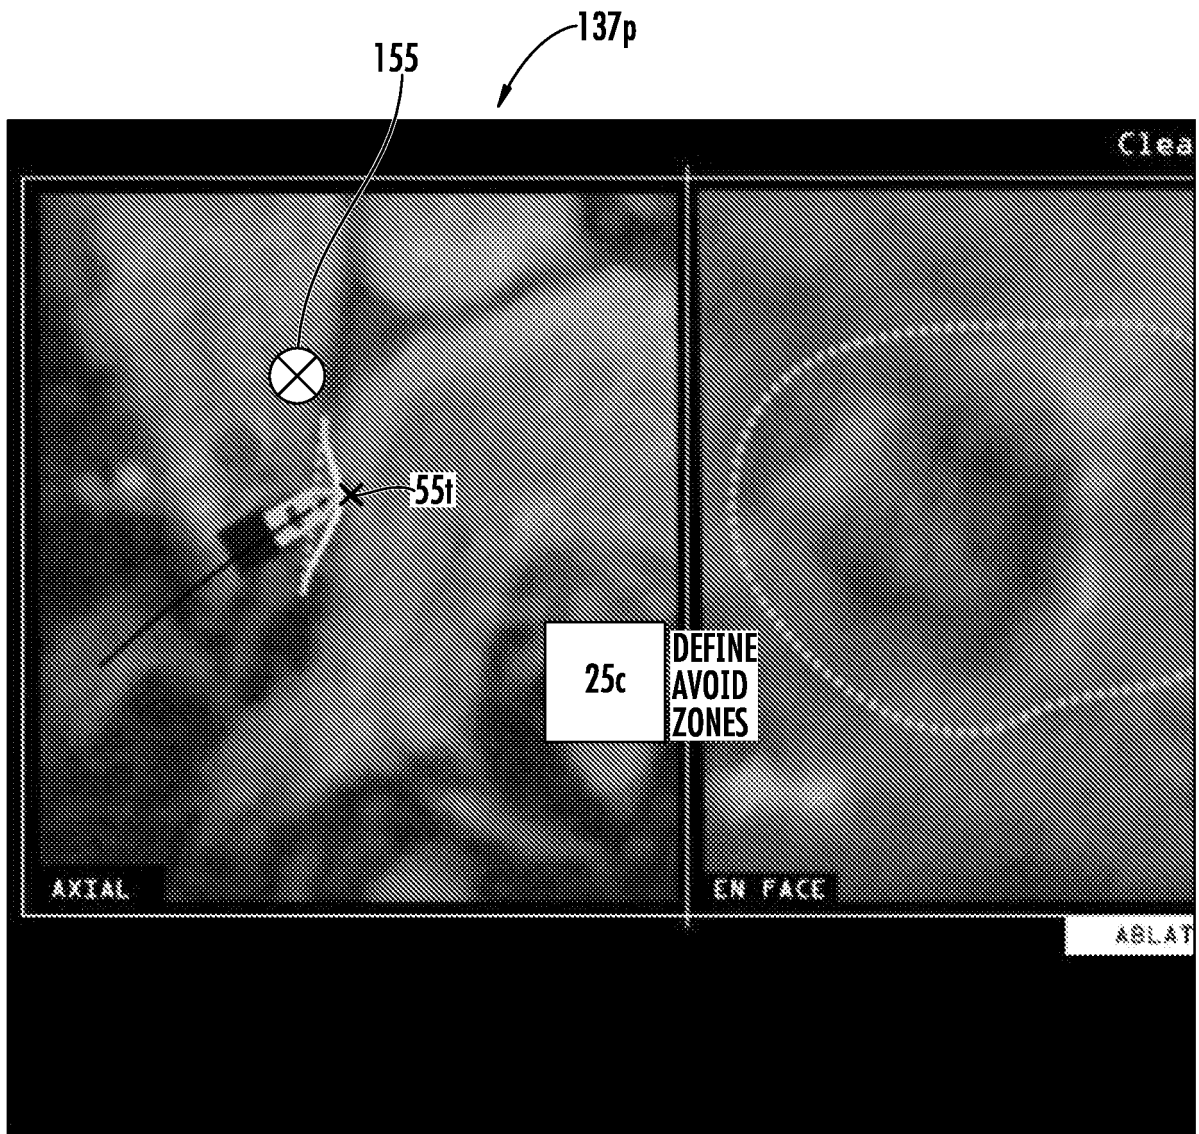 137p
155
Clea
55t
25c
DEFINE
AVOID
ZONES
AXIAL
EN FACE
ABLAT